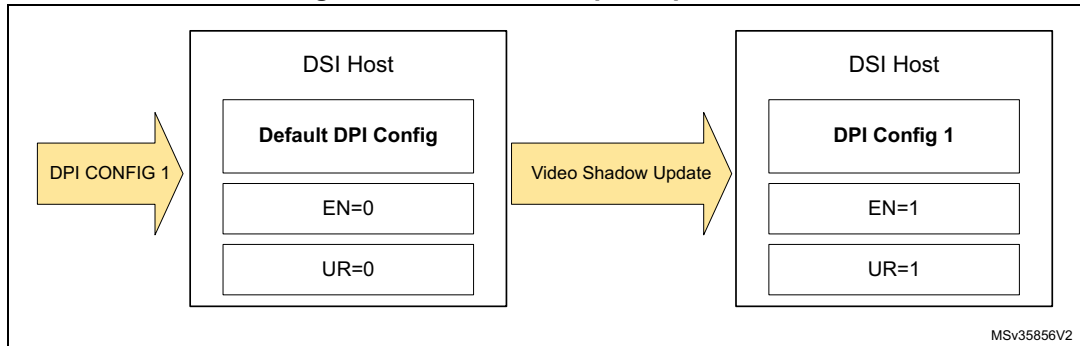 DSI Host
DSI Host
Default DPI Config
DPI Config 1
DPI CONFIG 1
Video Shadow Update
EN=0
EN=1
UR=0
UR=1
MSv35856V2